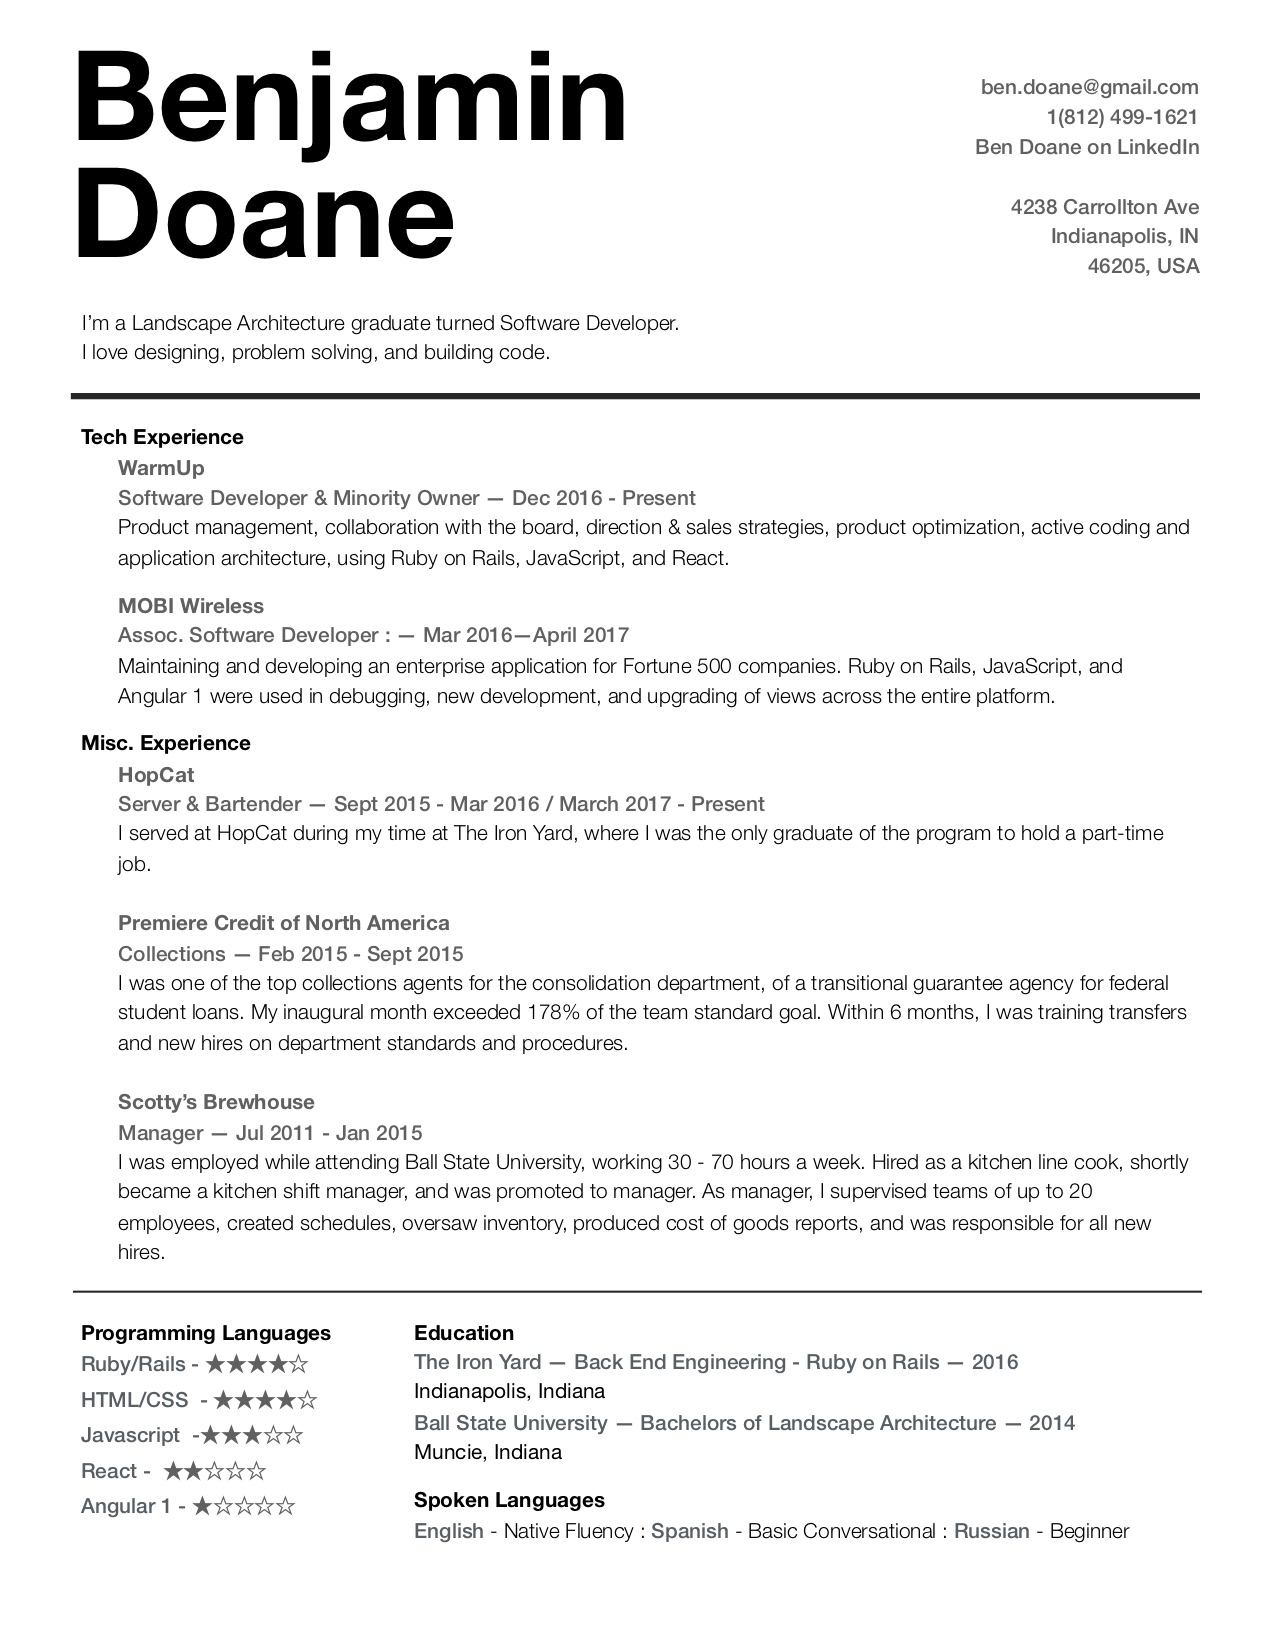 Benjamin
Doane
ben.doane@gmail.com
1(812) 499-1621
Ben Doane on LinkedIn
4238 Carrollton Ave
Indianapolis, IN
46205, USA
I’m a Landscape Architecture graduate turned Software Developer.
I love designing, problem solving, and building code.
Tech Experience
WarmUp
Software Developer & Minority Owner — Dec 2016 - Present
Product management, collaboration with the board, direction & sales strategies, product optimization, active coding and
application architecture, using Ruby on Rails, JavaScript, and React.
MOBI Wireless
Assoc. Software Developer : — Mar 2016—April 2017
Maintaining and developing an enterprise application for Fortune 500 companies. Ruby on Rails, JavaScript, and
Angular 1 were used in debugging, new development, and upgrading of views across the entire platform.
Misc. Experience
HopCat
Server & Bartender — Sept 2015 - Mar 2016 / March 2017 - Present
I served at HopCat during my time at The Iron Yard, where I was the only graduate of the program to hold a part-time
job.
Premiere Credit of North America
Collections — Feb 2015 - Sept 2015
I was one of the top collections agents for the consolidation department, of a transitional guarantee agency for federal
student loans. My inaugural month exceeded 178% of the team standard goal. Within 6 months, I was training transfers
and new hires on department standards and procedures.
Scotty’s Brewhouse
Manager — Jul 2011 - Jan 2015
I was employed while attending Ball State University, working 30 - 70 hours a week. Hired as a kitchen line cook, shortly
became a kitchen shift manager, and was promoted to manager. As manager, I supervised teams of up to 20
employees, created schedules, oversaw inventory, produced cost of goods reports, and was responsible for all new
hires.
Programming Languages
Ruby/Rails - ★★★★☆
HTML/CSS  - ★★★★☆
Javascript  -★★★☆☆
React -  ★★☆☆☆
Angular 1 - ★☆☆☆☆
Education
The Iron Yard — Back End Engineering - Ruby on Rails — 2016
Indianapolis, Indiana
Ball State University — Bachelors of Landscape Architecture — 2014
Muncie, Indiana
Spoken Languages
English - Native Fluency : Spanish - Basic Conversational : Russian - Beginner